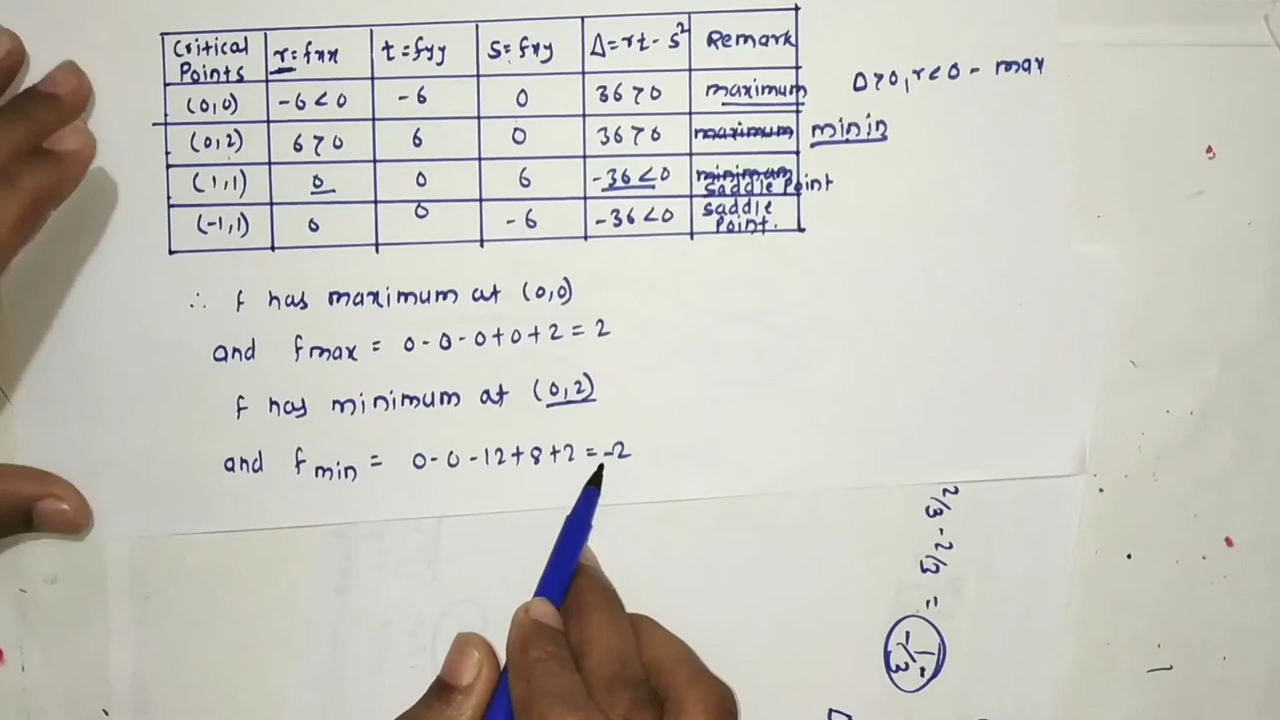 Critical Points r=fxx t=fyy S=fxy Δ=rt-s² Remark
(0,0) -6<0 -6 0 36>0 maximum Δ>0, r<0 - max
(0,2) 6>0 6 0 36>0 maximum minin
(1,1) 0 0 6 -36<0 minimum saddle Point
(-1,1) 0 0 -6 -36<0 saddle Point.
∴ f has maximum at (0,0)
and fmax = 0-0-0+0+2=2
f has minimum at (0,2)
and fmin = 0-0-12+8+2=-2
2/3 - 2/3 =